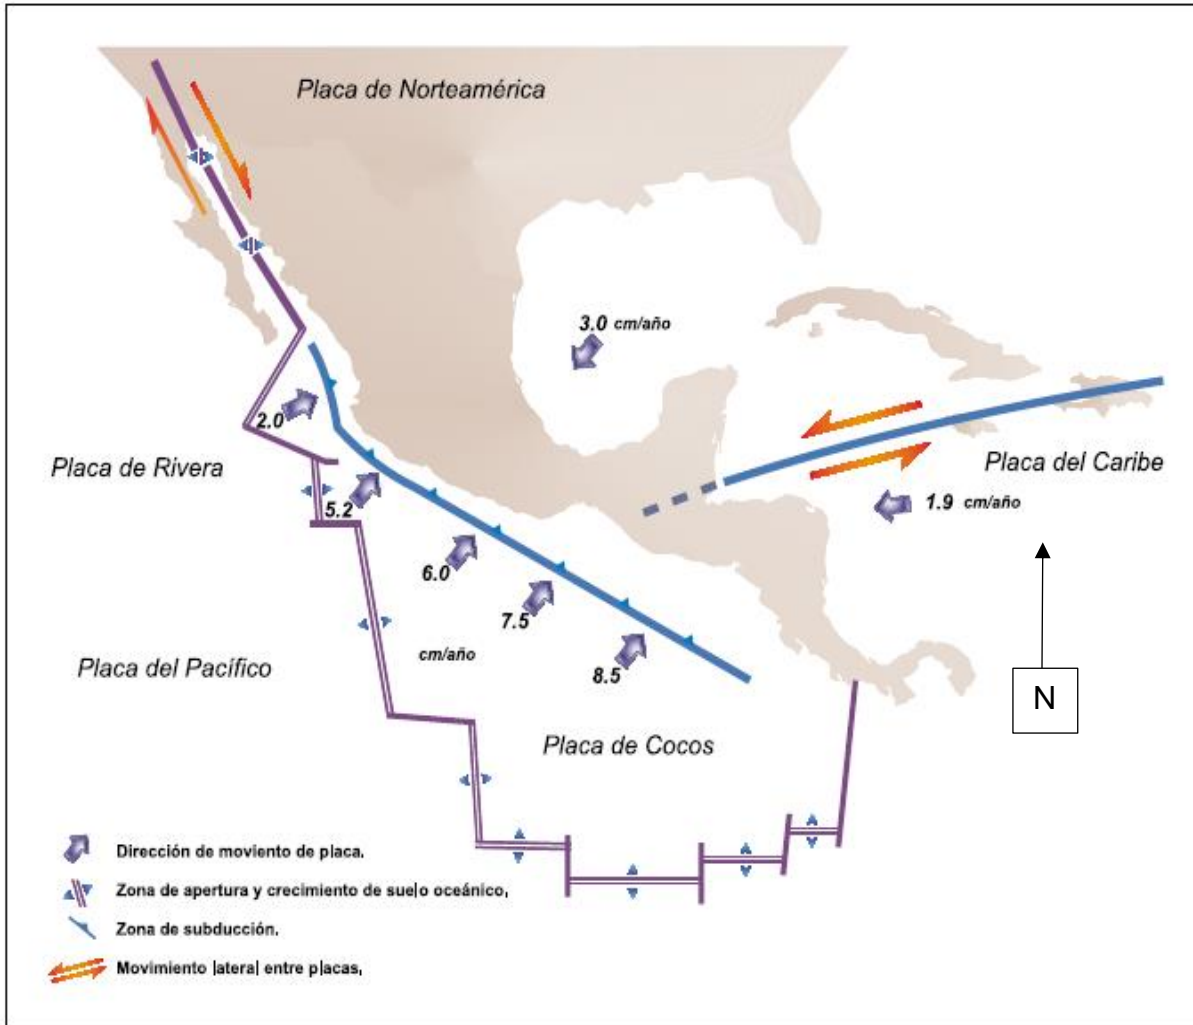 Placa de Norteamérica
3.0 cm/año
2.0
Placa de Rivera
Placa del Caribe
5.2
1.9 cm/año
6.0
7.5
cm/año
Placa del Pacífico
8.5
N
Placa de Cocos
Dirección de moviento de placa.
Zona de apertura y crecimiento de suelo oceánico,
Zona de subducción.
Movimiento lateral entre placas,